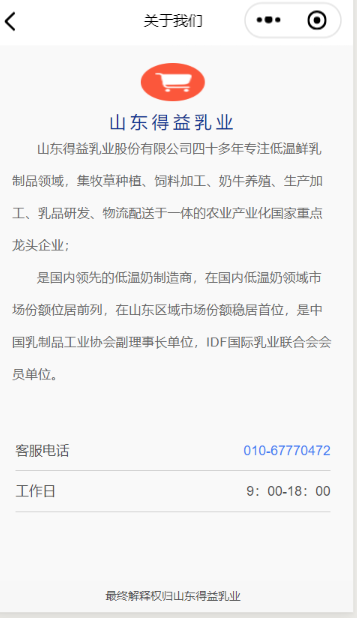 关于我们
山东得益乳业
山东得益乳业股份有限公司四十多年专注低温鲜乳
制品领域，集牧草种植、饲料加工、奶牛养殖、生产加
工、乳品研发、物流配送于一体的农业产业化国家重点
龙头企业；
是国内领先的低温奶制造商，在国内低温奶领域市
场份额位居前列，在山东区域市场份额稳居首位，是中
国乳制品工业协会副理事长单位，IDF国际乳业联合会会
员单位。
客服电话 010-67770472
工作日 9：00-18：00
最终解释权归山东得益乳业